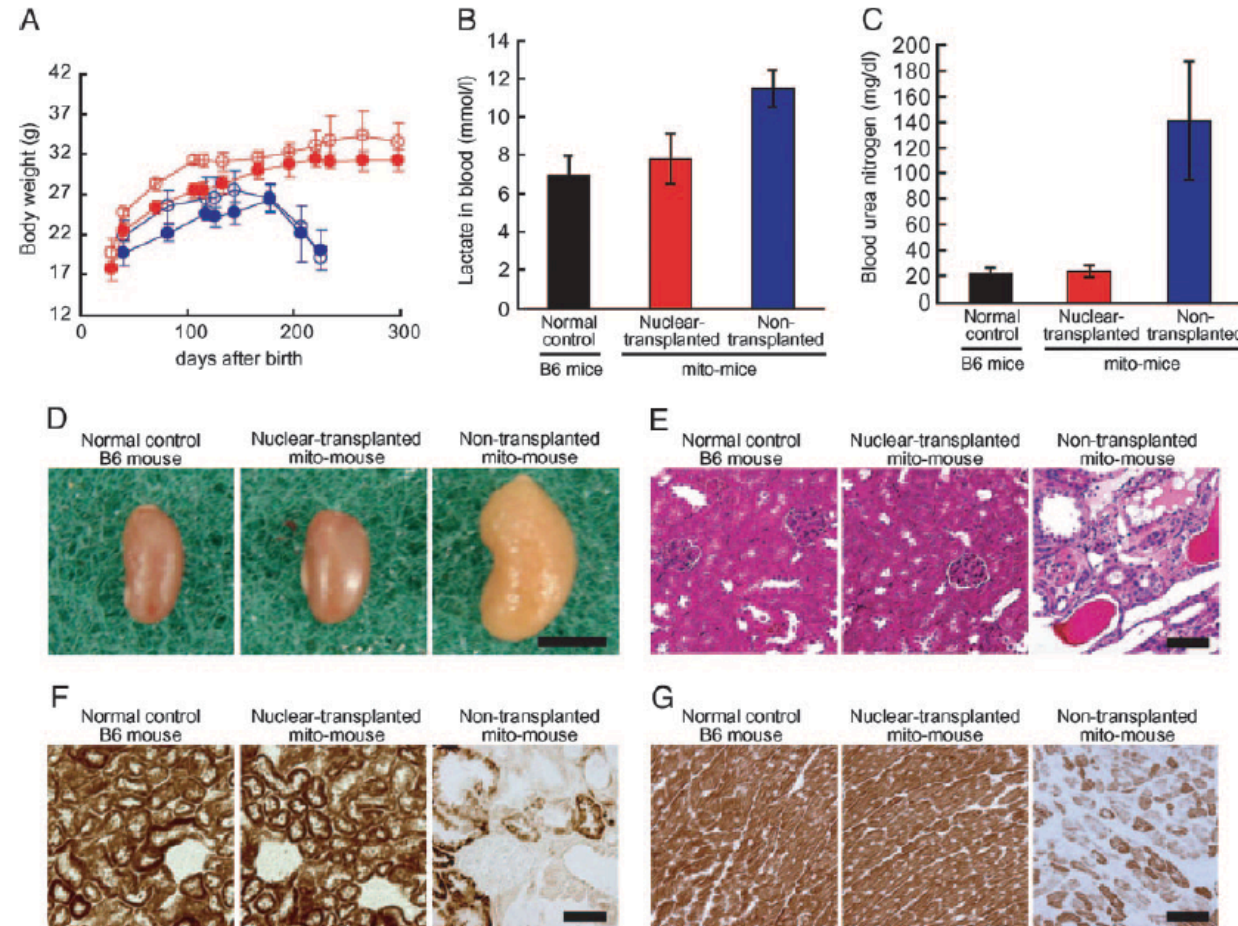 A
Body weight (g)
42
37
32
27
22
17
12
0
100
200
300
days after birth
B
Lactate in blood (mmol/l)
14
12
10
8
6
4
2
0
Normal control
Nuclear-transplanted
Non-transplanted
B6 mice
mito-mice
C
Blood urea nitrogen (mg/dl)
200
180
160
140
120
100
80
60
40
20
0
Normal control
Nuclear-transplanted
Non-transplanted
B6 mice
mito-mice
D
Normal control
B6 mouse
Nuclear-transplanted
mito-mouse
Non-transplanted
mito-mouse
E
Normal control
B6 mouse
Nuclear-transplanted
mito-mouse
Non-transplanted
mito-mouse
F
Normal control
B6 mouse
Nuclear-transplanted
mito-mouse
Non-transplanted
mito-mouse
G
Normal control
B6 mouse
Nuclear-transplanted
mito-mouse
Non-transplanted
mito-mouse